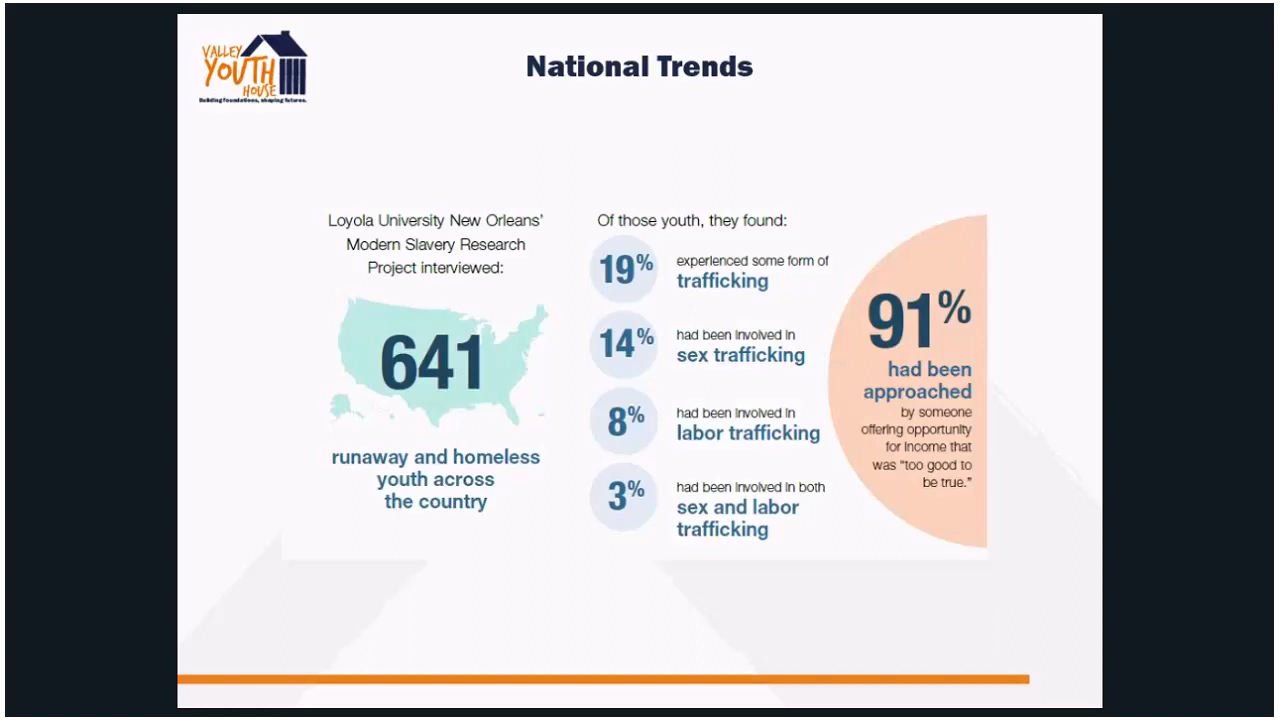 VALLEY
YOUTH
HOUSE
Building foundations, shaping futures.
National Trends
Loyola University New Orleans’
Modern Slavery Research
Project interviewed:
641
runaway and homeless
youth across
the country
Of those youth, they found:
19%
experienced some form of
trafficking
14%
had been involved in
sex trafficking
8%
had been involved in
labor trafficking
3%
had been involved in both
sex and labor
trafficking
91%
had been
approached
by someone
offering opportunity
for income that
was “too good to
be true.”